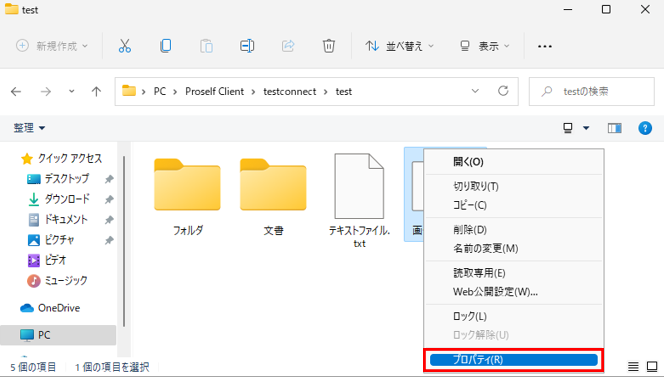 test
新規作成
並べ替え
表示
PC > Proself Client > testconnect > test
testの検索
整理
クイック アクセス
デスクトップ
ダウンロード
ドキュメント
ピクチャ
ビデオ
ミュージック
OneDrive
PC
フォルダ
文書
テキストファイル.
txt
画
開く(O)
切り取り(T)
コピー(C)
削除(D)
名前の変更(M)
読取専用(E)
Web公開設定(W)...
ロック(L)
ロック解除(U)
プロパティ(R)
5 個の項目
1 個の項目を選択